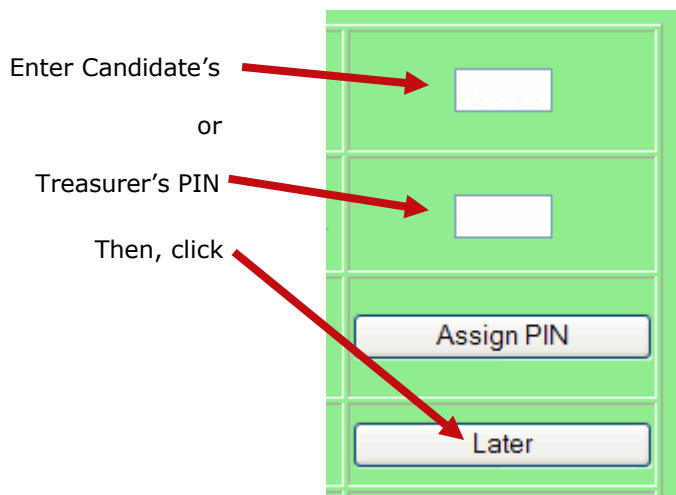 Enter Candidate's
or
Treasurer's PIN
Then, click
Assign PIN
Later